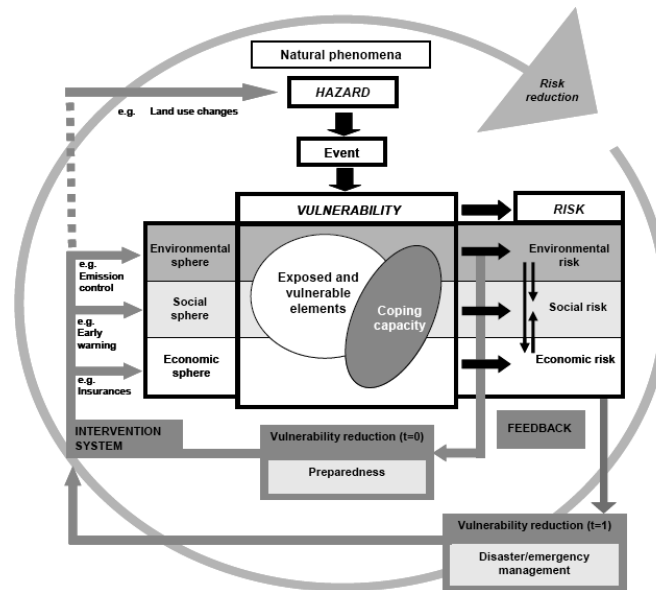 Natural phenomena
Risk
reduction
HAZARD
e.g. Land use changes
Event
VULNERABILITY
RISK
e.g.
Emission
control
Environmental
sphere
Exposed and
vulnerable
elements
Environmental
risk
e.g.
Early
warning
Social
sphere
Coping
capacity
Social risk
e.g.
Insurances
Economic
sphere
Economic risk
INTERVENTION
SYSTEM
Vulnerability reduction (t=0)
Preparedness
FEEDBACK
Vulnerability reduction (t=1)
Disaster/emergency
management